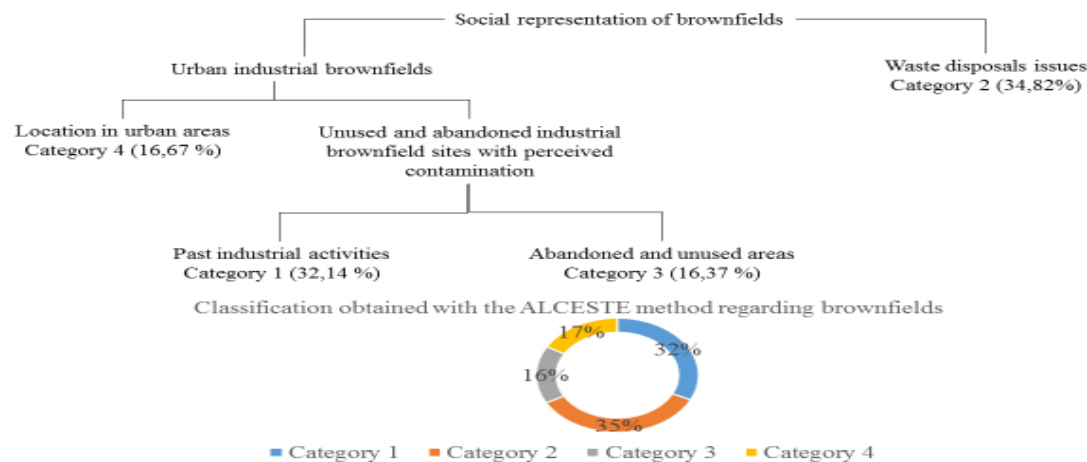 Social representation of brownfields
Urban industrial brownfields
Waste disposals issues
Category 2 (34,82%)
Location in urban areas
Category 4 (16,67 %)
Unused and abandoned industrial
brownfield sites with perceived
contamination
Past industrial activities
Category 1 (32,14 %)
Abandoned and unused areas
Category 3 (16,37 %)
Classification obtained with the ALCESTE method regarding brownfields
17%
32%
16%
35%
Category 1
Category 2
Category 3
Category 4